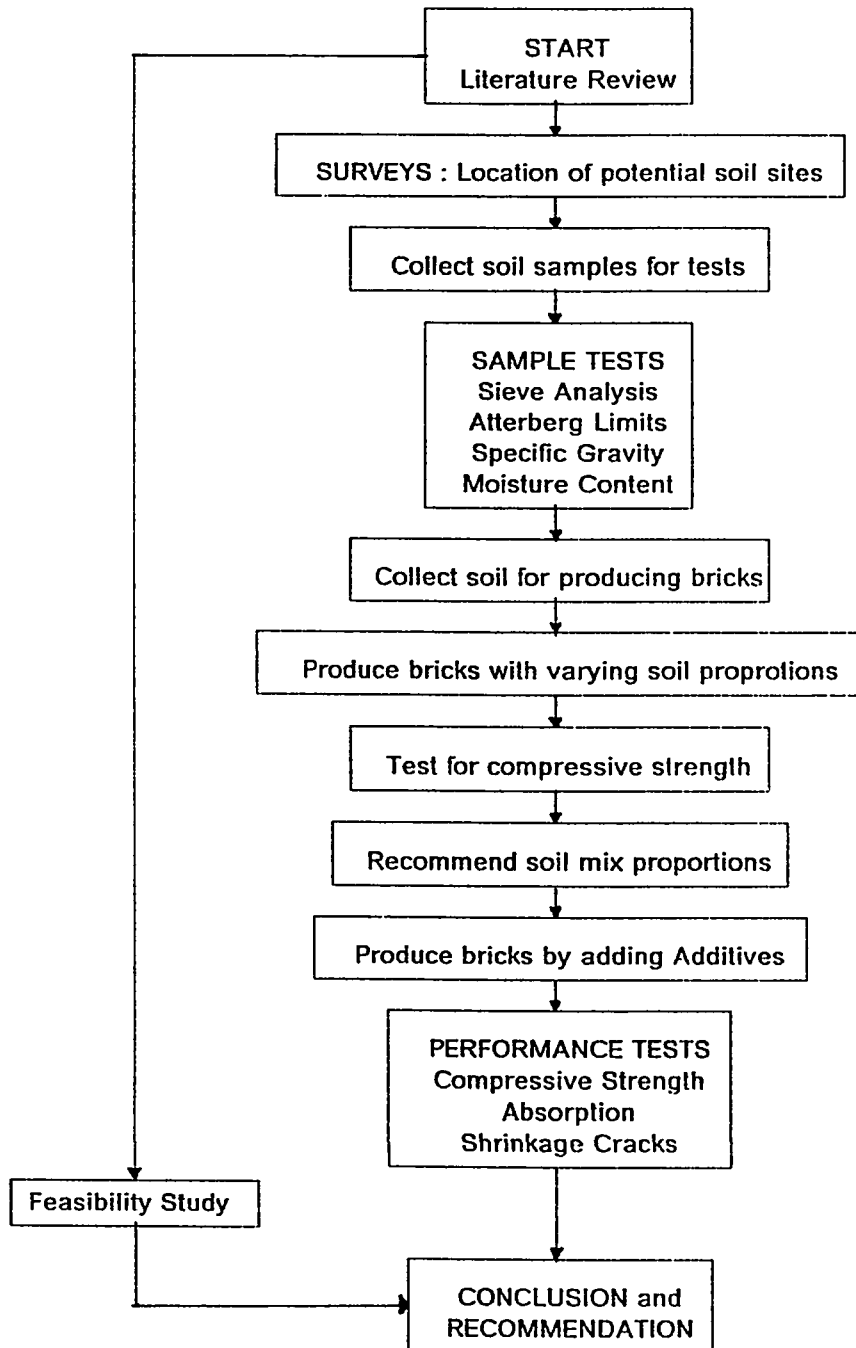 START
Literature Review
SURVEYS : Location of potential soil sites
Collect soil samples for tests
SAMPLE TESTS
Sieve Analysis
Atterberg Limits
Specific Gravity
Moisture Content
Collect soil for producing bricks
Produce bricks with varying soil proprotions
Test for compressive strength
Recommend soil mix proportions
Produce bricks by adding Additives
PERFORMANCE TESTS
Compressive Strength
Absorption
Shrinkage Cracks
Feasibility Study
CONCLUSION and
RECOMMENDATION